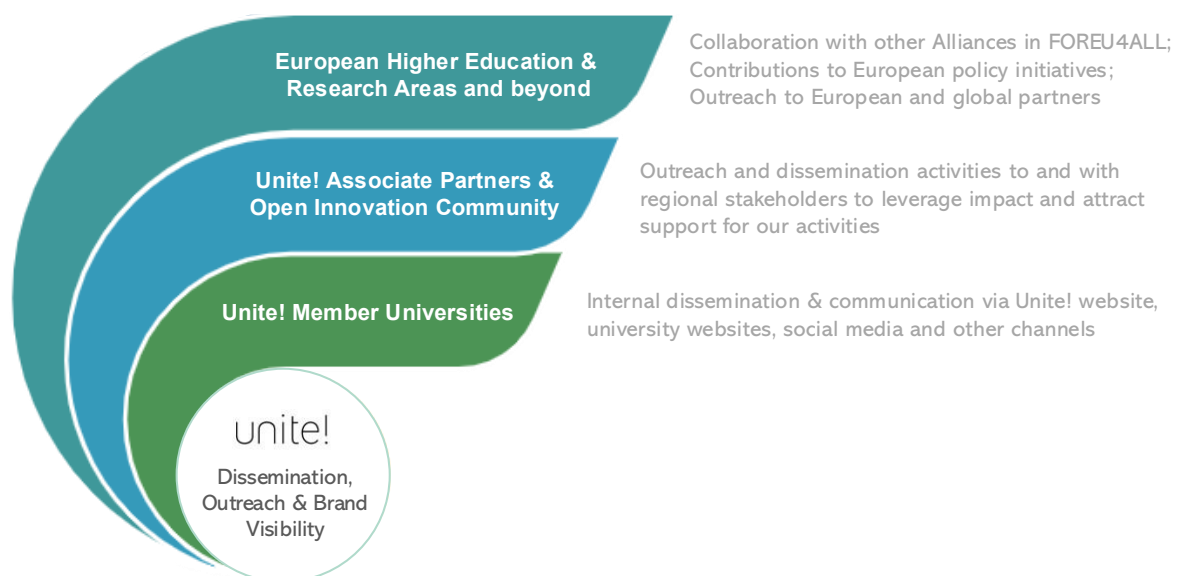 European Higher Education &
Research Areas and beyond
Collaboration with other Alliances in FOREU4ALL;
Contributions to European policy initiatives;
Outreach to European and global partners
Unite! Associate Partners &
Open Innovation Community
Outreach and dissemination activities to and with
regional stakeholders to leverage impact and attract
support for our activities
Unite! Member Universities
Internal dissemination & communication via Unite! website,
university websites, social media and other channels
unite!
Dissemination,
Outreach & Brand
Visibility